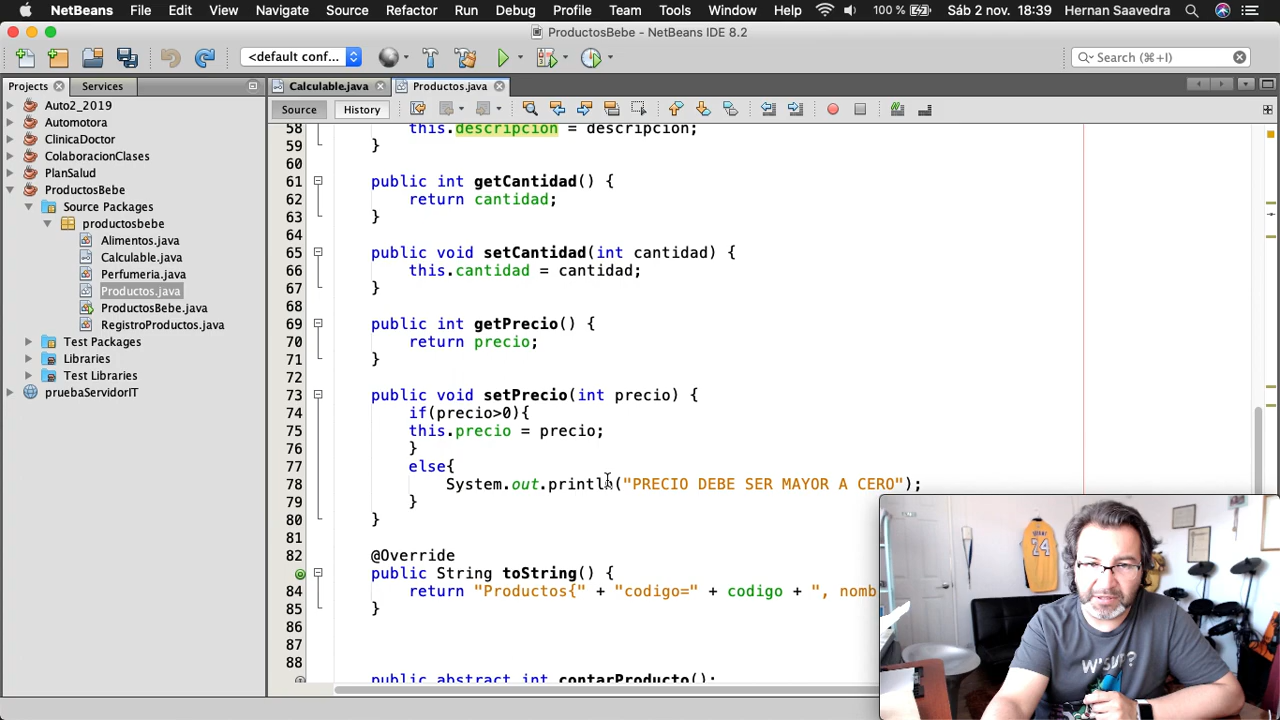 NetBeans File Edit View Navigate Source Refactor Run Debug Profile Team Tools Window Help 100 % Sáb 2 nov. 18:39 Hernan Saavedra
ProductosBebe - NetBeans IDE 8.2
<default conf... Search (⌘+I)
Projects Services Calculable.java Productos.java
Source History
Auto2_2019
Automotora
ClinicaDoctor
ColaboracionClases
PlanSalud
ProductosBebe
Source Packages
productosbebe
Alimentos.java
Calculable.java
Perfumeria.java
Productos.java
ProductosBebe.java
RegistroProductos.java
Test Packages
Libraries
Test Libraries
pruebaServidorIT
58 this.descripcion = descripcion;
59 }
60
61 public int getCantidad() {
62 return cantidad;
63 }
64
65 public void setCantidad(int cantidad) {
66 this.cantidad = cantidad;
67 }
68
69 public int getPrecio() {
70 return precio;
71 }
72
73 public void setPrecio(int precio) {
74 if(precio>0){
75 this.precio = precio;
76 }
77 else{
78 System.out.println("PRECIO DEBE SER MAYOR A CERO");
79 }
80 }
81
82 @Override
83 public String toString() {
84 return "Productos{" + "codigo=" + codigo + ", nomb
85 }
86
87
88
public abstract int contarProducto();
24